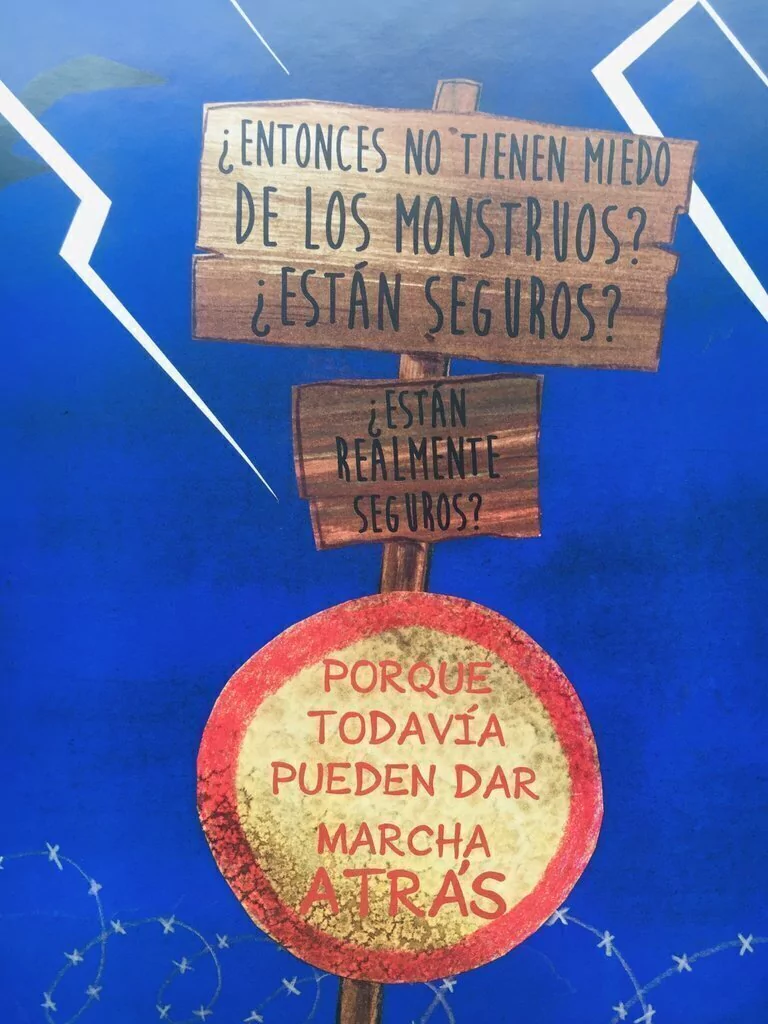 ¿ENTONCES NO TIENEN MIEDO
DE LOS MONSTRUOS?
¿ESTÁN SEGUROS?
¿ESTÁN
REALMENTE
SEGUROS?
PORQUE
TODAVÍA
PUEDEN DAR
MARCHA
ATRÁS